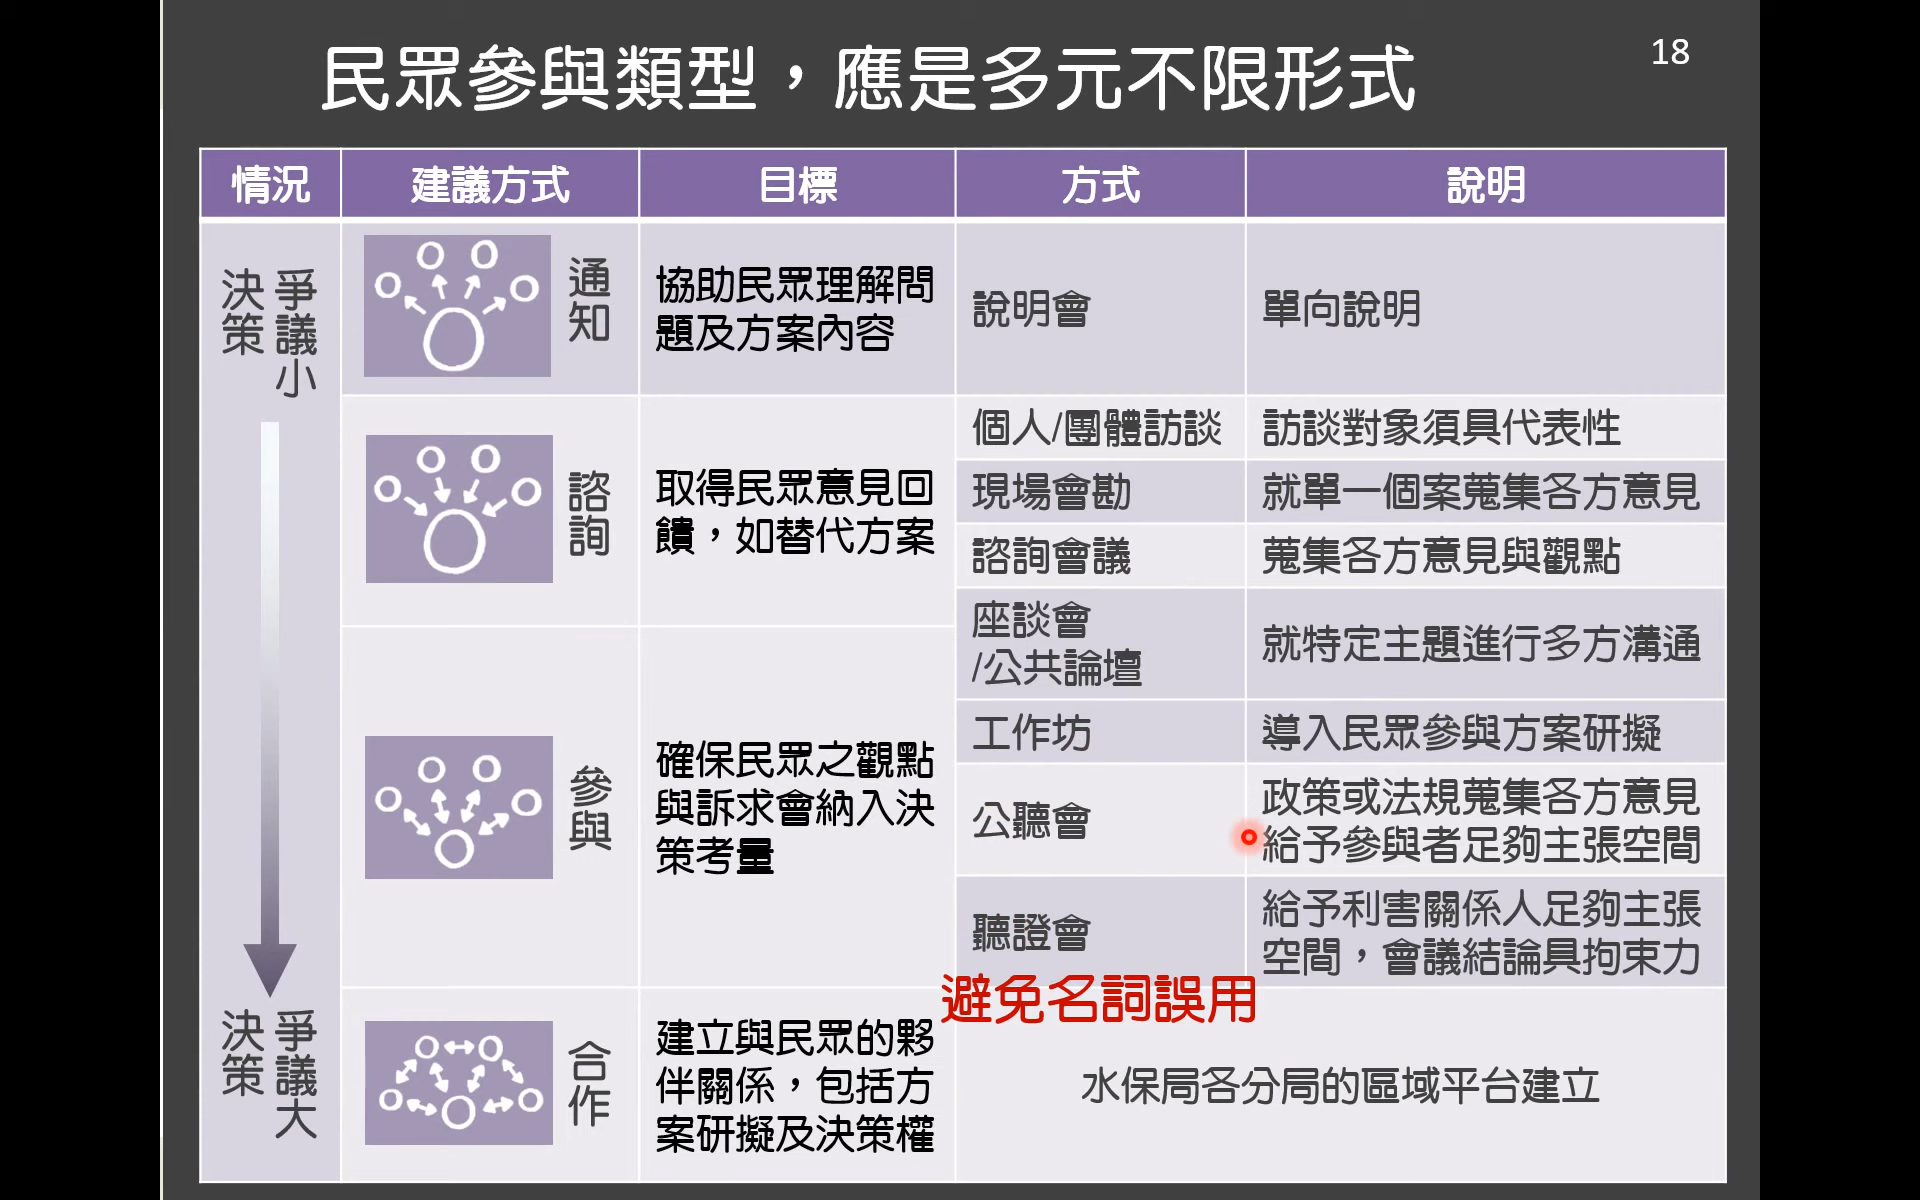 民眾參與類型，應是多元不限形式
18
情況
建議方式
目標
方式
說明
爭議小
決策
通知
協助民眾理解問
題及方案內容
說明會
單向說明
諮詢
取得民眾意見回
饋，如替代方案
個人/團體訪談
訪談對象須具代表性
現場會勘
就單一個案蒐集各方意見
諮詢會議
蒐集各方意見與觀點
座談會
/公共論壇
就特定主題進行多方溝通
參與
確保民眾之觀點
與訴求會納入決
策考量
工作坊
導入民眾參與方案研擬
公聽會
政策或法規蒐集各方意見
給予參與者足夠主張空間
聽證會
給予利害關係人足夠主張
空間，會議結論具拘束力
避免名詞誤用
爭議大
決策
合作
建立與民眾的夥
伴關係，包括方
案研擬及決策權
水保局各分局的區域平台建立